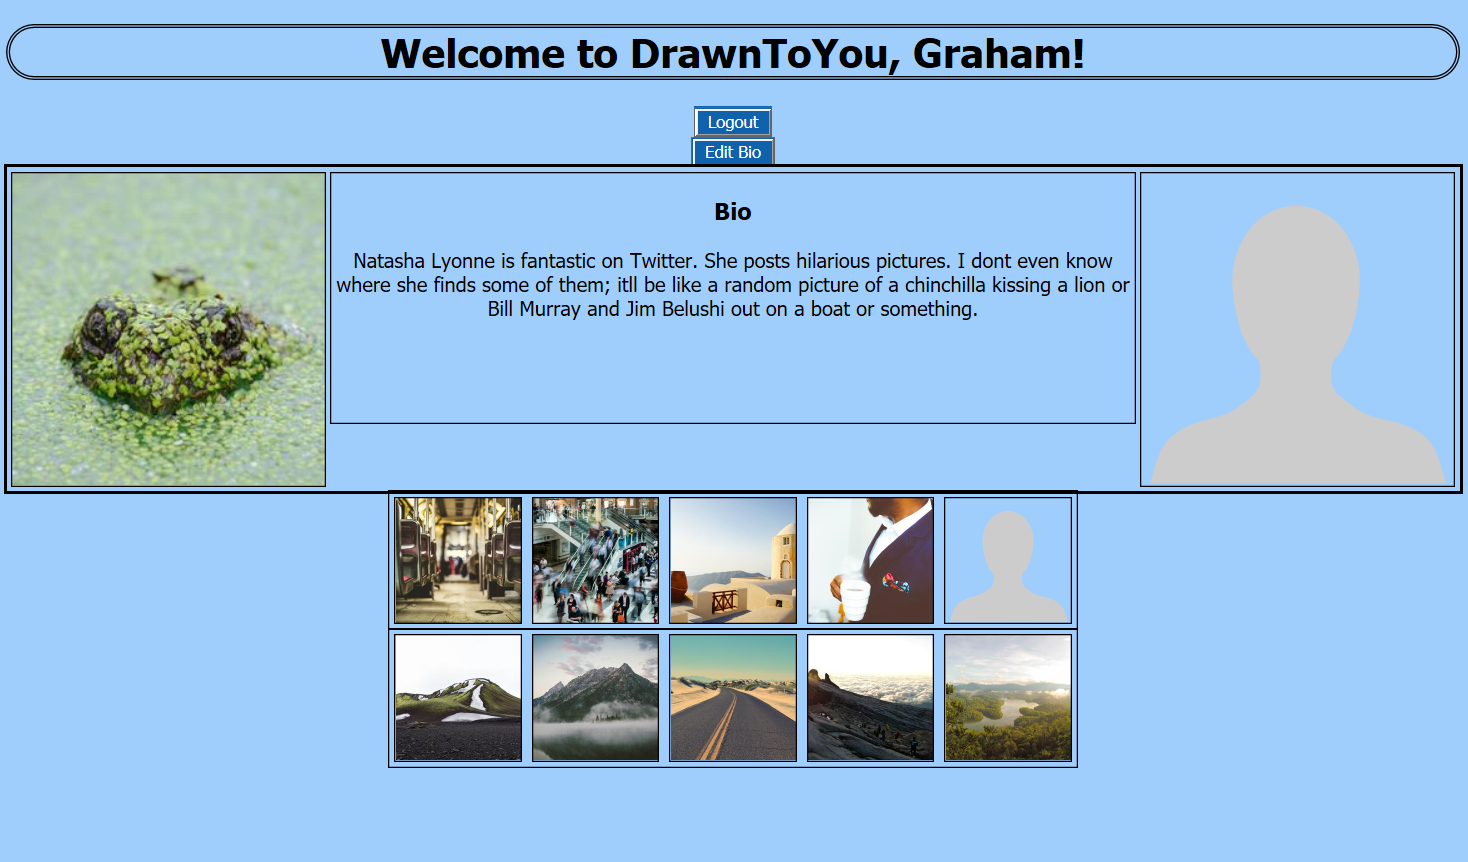 Welcome to DrawnToYou, Graham!
Logout
Edit Bio
Bio
Natasha Lyonne is fantastic on Twitter. She posts hilarious pictures. I dont even know
where she finds some of them; itll be like a random picture of a chinchilla kissing a lion or
Bill Murray and Jim Belushi out on a boat or something.